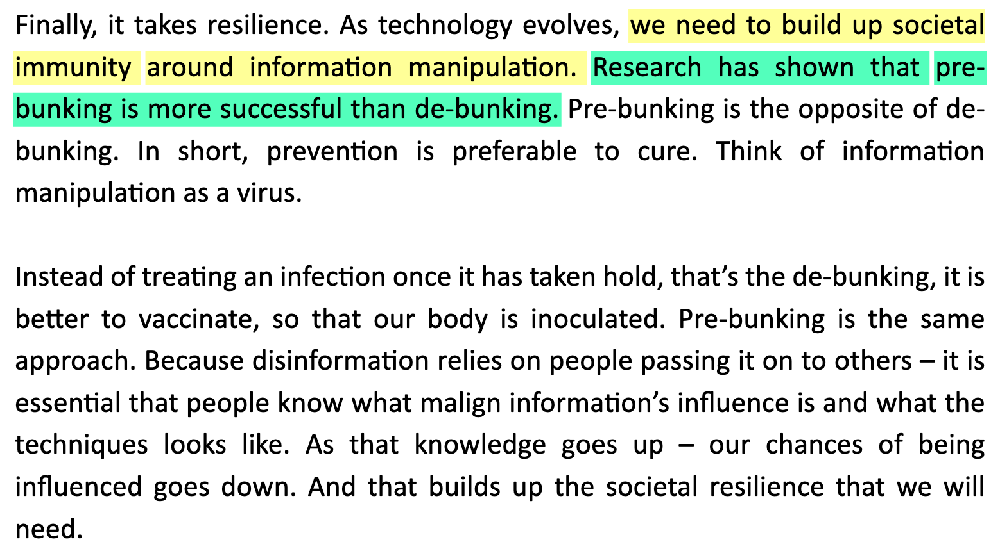 Finally, it takes resilience. As technology evolves, we need to build up societal
immunity around information manipulation. Research has shown that pre-
bunking is more successful than de-bunking. Pre-bunking is the opposite of de-
bunking. In short, prevention is preferable to cure. Think of information
manipulation as a virus.
Instead of treating an infection once it has taken hold, that’s the de-bunking, it is
better to vaccinate, so that our body is inoculated. Pre-bunking is the same
approach. Because disinformation relies on people passing it on to others – it is
essential that people know what malign information’s influence is and what the
techniques looks like. As that knowledge goes up – our chances of being
influenced goes down. And that builds up the societal resilience that we will
need.